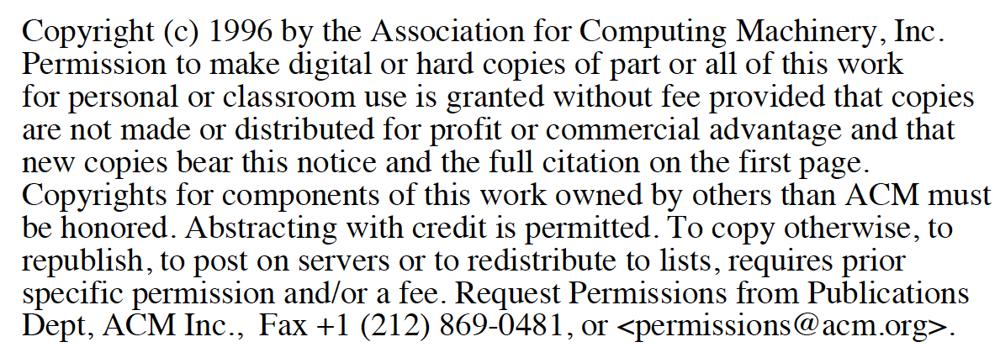 Copyright (c) 1996 by the Association for Computing Machinery, Inc.
Permission to make digital or hard copies of part or all of this work
for personal or classroom use is granted without fee provided that copies
are not made or distributed for profit or commercial advantage and that
new copies bear this notice and the full citation on the first page.
Copyrights for components of this work owned by others than ACM must
be honored. Abstracting with credit is permitted. To copy otherwise, to
republish, to post on servers or to redistribute to lists, requires prior
specific permission and/or a fee. Request Permissions from Publications
Dept, ACM Inc.,  Fax +1 (212) 869-0481, or <permissions@acm.org>.